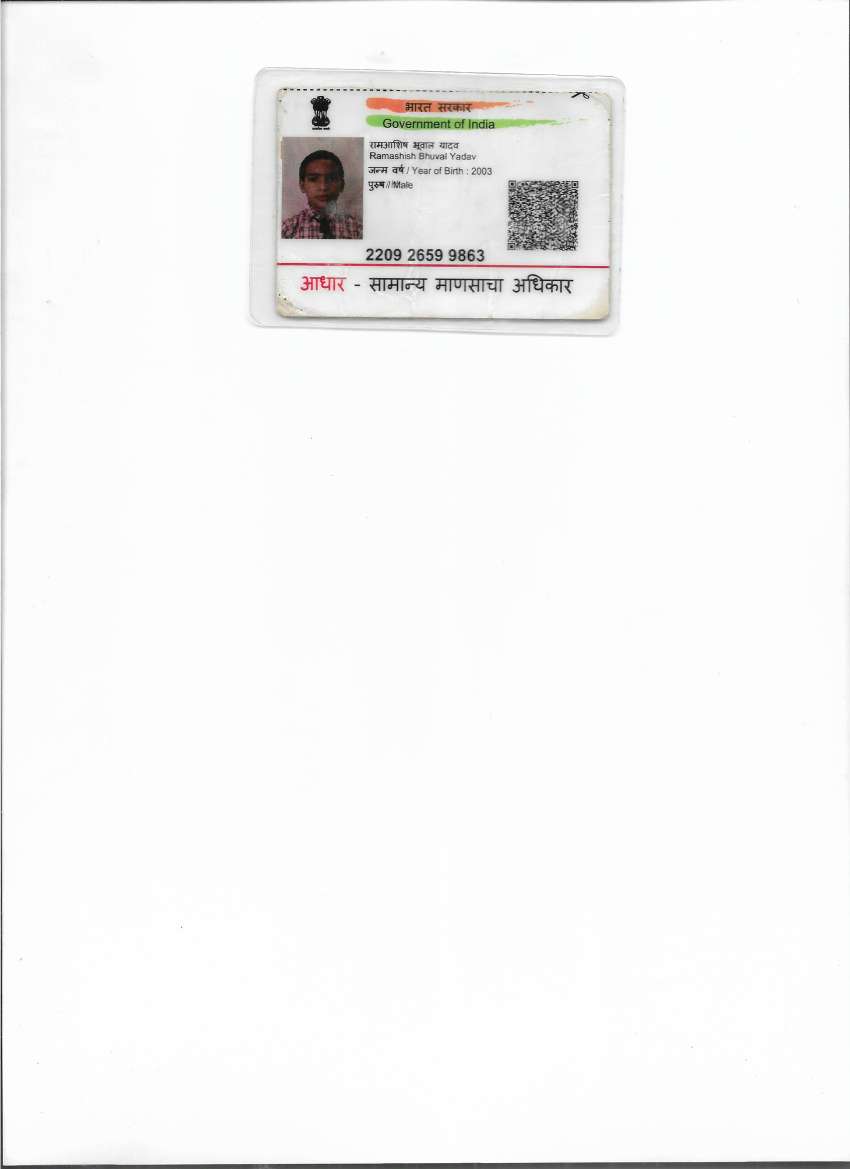 भारत सरकार
Government of India
रामआशिष भूवाल यादव
Ramashish Bhuval Yadav
जन्म वर्ष / Year of Birth : 2003
पुरुष / Male
2209 2659 9863
आधार - सामान्य माणसाचा अधिकार